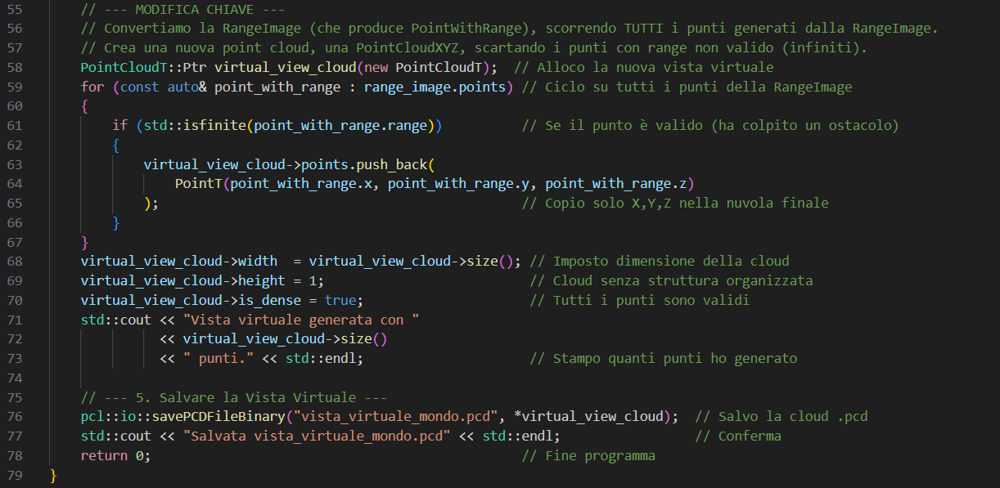 55 // --- MODIFICA CHIAVE ---
56 // Convertiamo la RangeImage (che produce PointWithRange), scorrendo TUTTI i punti generati dalla RangeImage.
57 // Crea una nuova point cloud, una PointCloudXYZ, scartando i punti con range non valido (infiniti).
58 PointCloudT::Ptr virtual_view_cloud(new PointCloudT);  // Alloco la nuova vista virtuale
59 for (const auto& point_with_range : range_image.points) // Ciclo su tutti i punti della RangeImage
60 {
61     if (std::isfinite(point_with_range.range))          // Se il punto è valido (ha colpito un ostacolo)
62     {
63         virtual_view_cloud->points.push_back(
64             PointT(point_with_range.x, point_with_range.y, point_with_range.z)
65         );                                              // Copio solo X,Y,Z nella nuvola finale
66     }
67 }
68 virtual_view_cloud->width  = virtual_view_cloud->size(); // Imposto dimensione della cloud
69 virtual_view_cloud->height = 1;                          // Cloud senza struttura organizzata
70 virtual_view_cloud->is_dense = true;                     // Tutti i punti sono validi
71 std::cout << "Vista virtuale generata con "
72           << virtual_view_cloud->size()
73           << " punti." << std::endl;                     // Stampo quanti punti ho generato
74
75 // --- 5. Salvare la Vista Virtuale ---
76 pcl::io::savePCDFileBinary("vista_virtuale_mondo.pcd", *virtual_view_cloud);  // Salvo la cloud .pcd
77 std::cout << "Salvata vista_virtuale_mondo.pcd" << std::endl;                 // Conferma
78 return 0;                                               // Fine programma
79 }